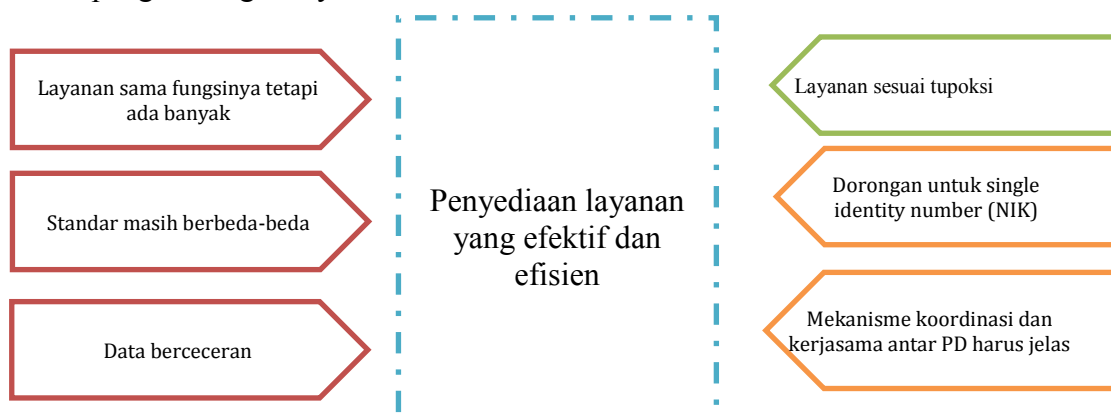 Layanan sama fungsinya tetapi
ada banyak
Standar masih berbeda-beda
Data berceceran
Penyediaan layanan
yang efektif dan
efisien
Layanan sesuai tupoksi
Dorongan untuk single
identity number (NIK)
Mekanisme koordinasi dan
kerjasama antar PD harus jelas